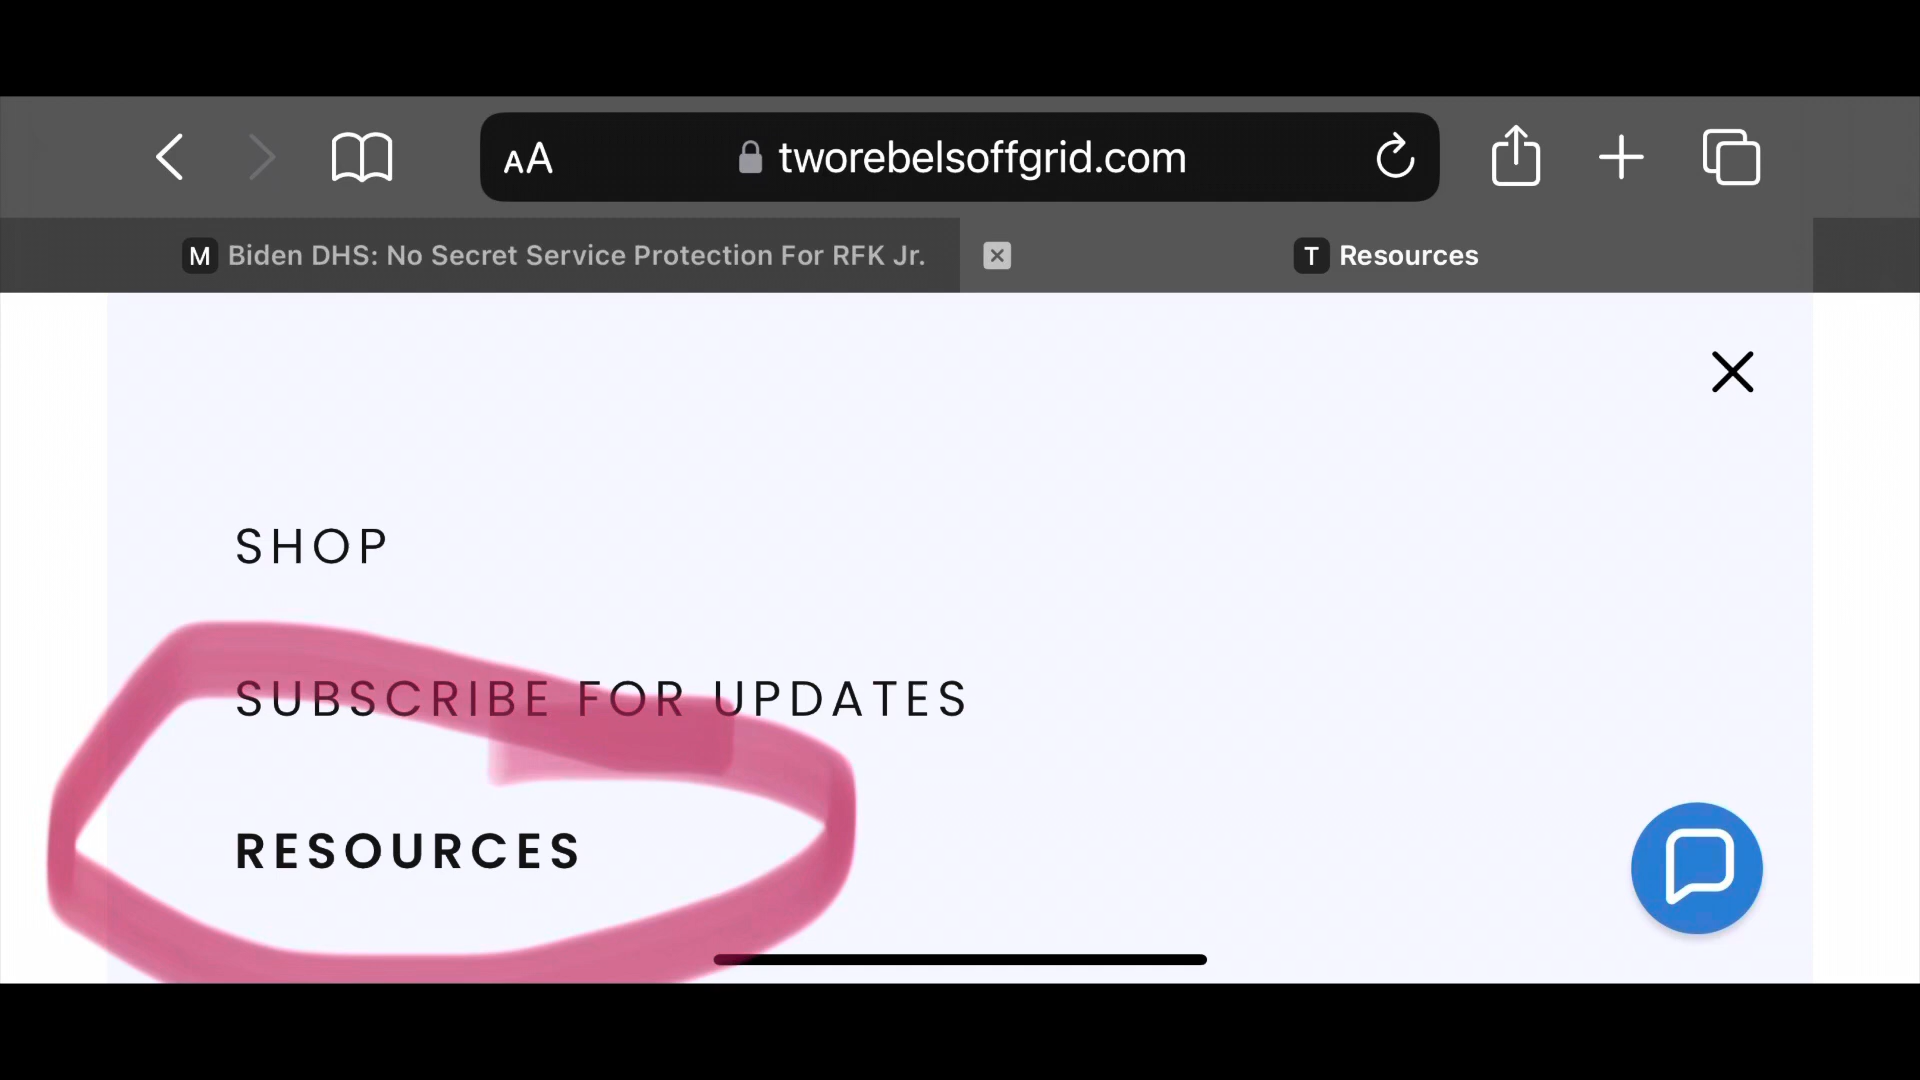 AA tworebelsoffgrid.com
M Biden DHS: No Secret Service Protection For RFK Jr. T Resources
SHOP
SUBSCRIBE FOR UPDATES
RESOURCES